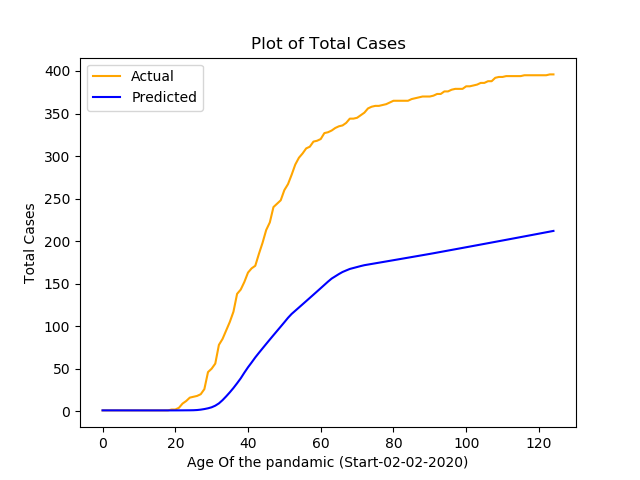 Plot of Total Cases
Actual
Predicted
400
350
300
250
200
150
100
50
0
Total Cases
0 20 40 60 80 100 120
Age Of the pandamic (Start-02-02-2020)